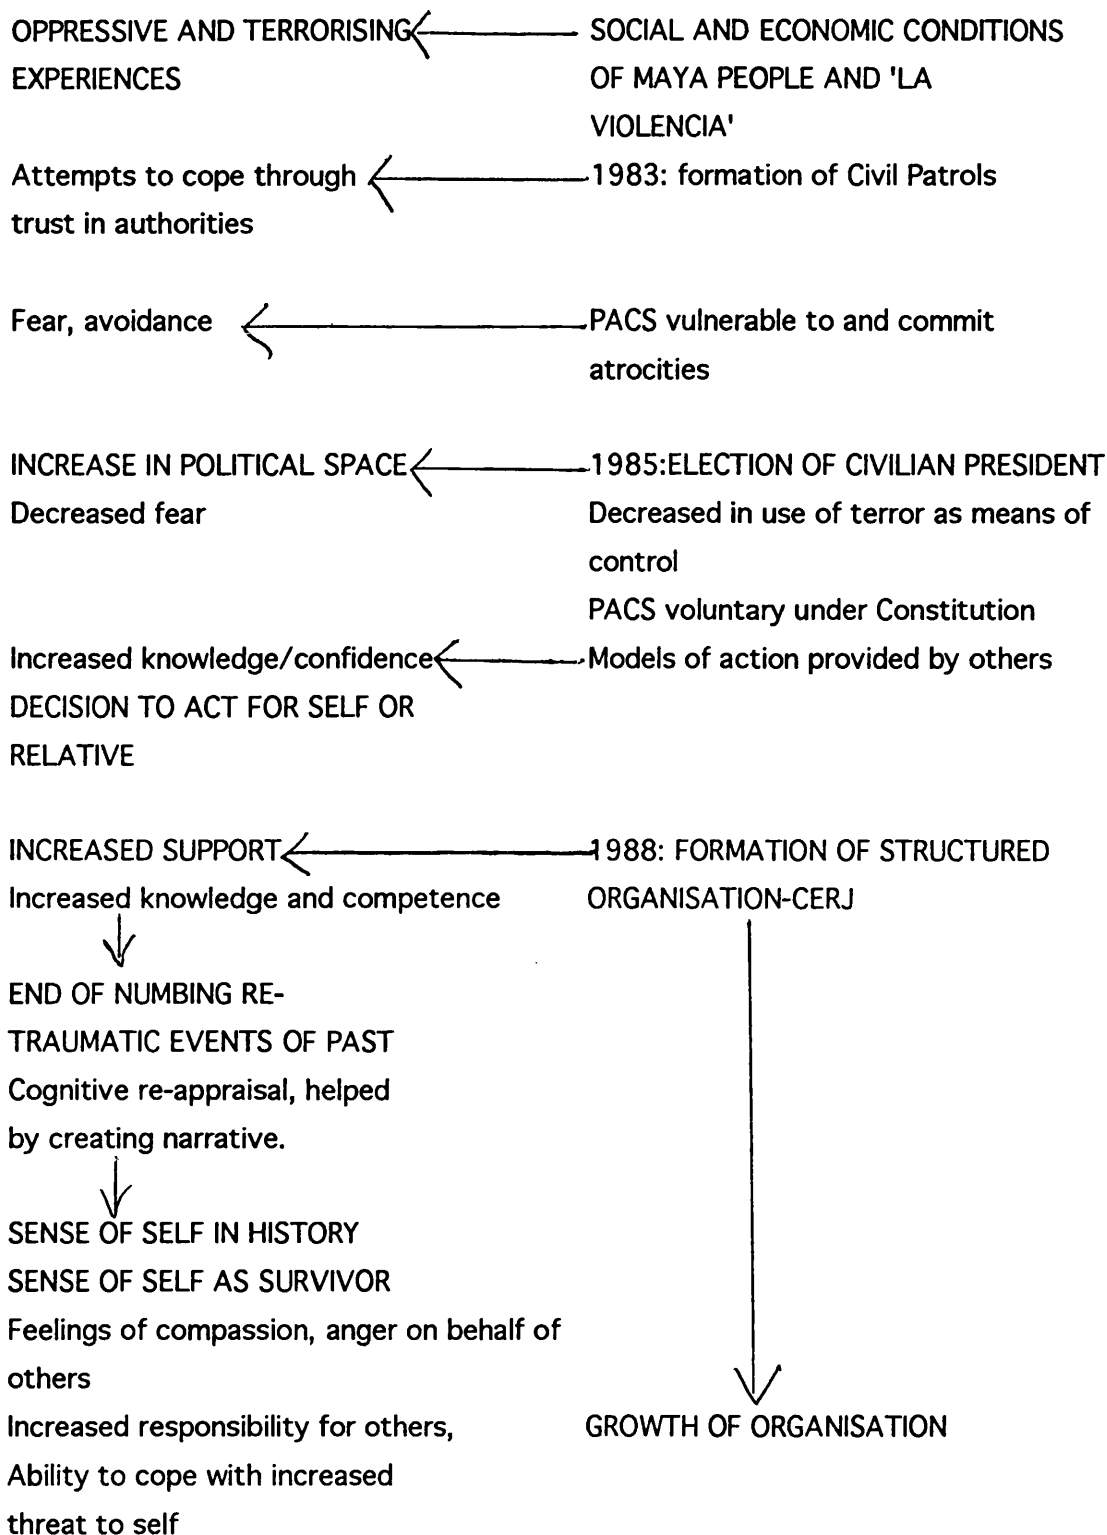 OPPRESSIVE AND TERRORISING
EXPERIENCES
SOCIAL AND ECONOMIC CONDITIONS
OF MAYA PEOPLE AND 'LA
VIOLENCIA'
Attempts to cope through
trust in authorities
1983: formation of Civil Patrols
Fear, avoidance
PACS vulnerable to and commit
atrocities
INCREASE IN POLITICAL SPACE
Decreased fear
1985:ELECTION OF CIVILIAN PRESIDENT
Decreased in use of terror as means of
control
PACS voluntary under Constitution
Increased knowledge/confidence
DECISION TO ACT FOR SELF OR
RELATIVE
Models of action provided by others
INCREASED SUPPORT
Increased knowledge and competence
1988: FORMATION OF STRUCTURED
ORGANISATION-CERJ
END OF NUMBING RE-
TRAUMATIC EVENTS OF PAST
Cognitive re-appraisal, helped
by creating narrative.
SENSE OF SELF IN HISTORY
SENSE OF SELF AS SURVIVOR
Feelings of compassion, anger on behalf of
others
Increased responsibility for others,
Ability to cope with increased
threat to self
GROWTH OF ORGANISATION